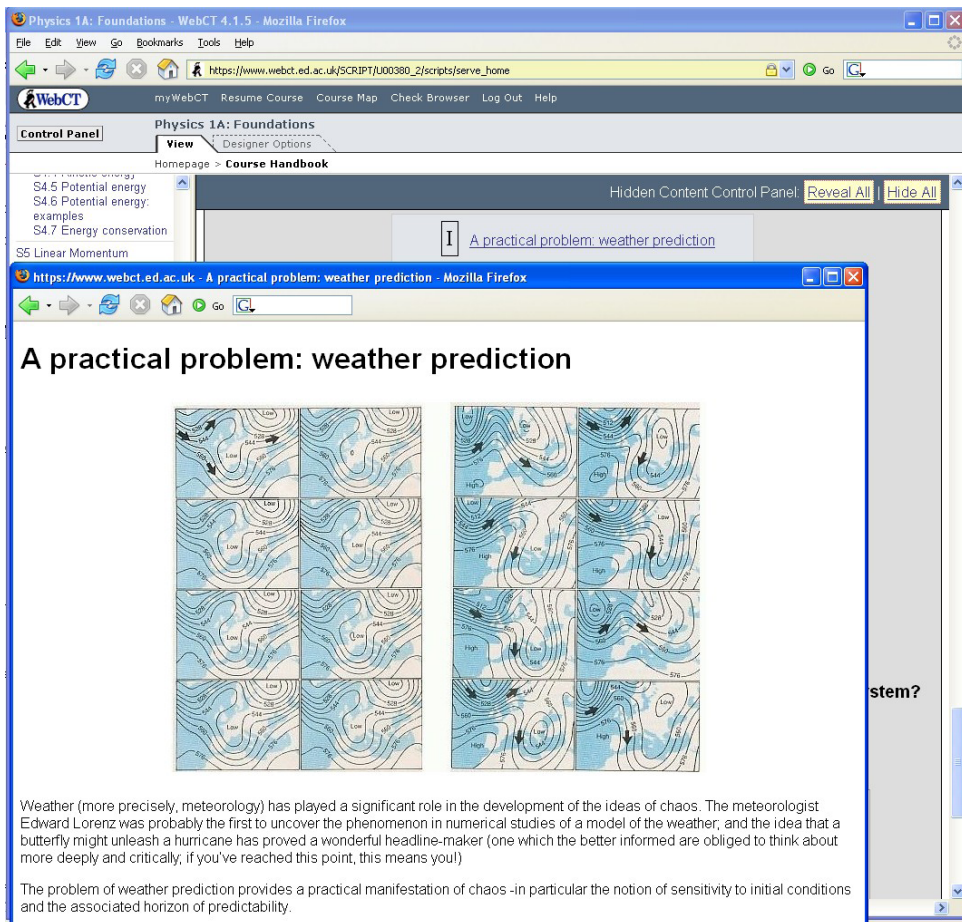 Physics 1A: Foundations - WebCT 4.1.5 - Mozilla Firefox
File Edit View Go Bookmarks Tools Help
https://www.webct.ed.ac.uk/SCRIPT/U00380_2/scripts/serve_home
Go
WebCT myWebCT Resume Course Course Map Check Browser Log Out Help
Control Panel
Physics 1A: Foundations
View Designer Options
Homepage > Course Handbook
S4.5 Potential energy
S4.6 Potential energy:
examples
S4.7 Energy conservation
S5 Linear Momentum
Hidden Content Control Panel: Reveal All | Hide All
I A practical problem: weather prediction
https://www.webct.ed.ac.uk - A practical problem: weather prediction - Mozilla Firefox
Go
A practical problem: weather prediction
stem?
Weather (more precisely, meteorology) has played a significant role in the development of the ideas of chaos. The meteorologist
Edward Lorenz was probably the first to uncover the phenomenon in numerical studies of a model of the weather; and the idea that a
butterfly might unleash a hurricane has proved a wonderful headline-maker (one which the better informed are obliged to think about
more deeply and critically; if you've reached this point, this means you!)
The problem of weather prediction provides a practical manifestation of chaos -in particular the notion of sensitivity to initial conditions
and the associated horizon of predictability.